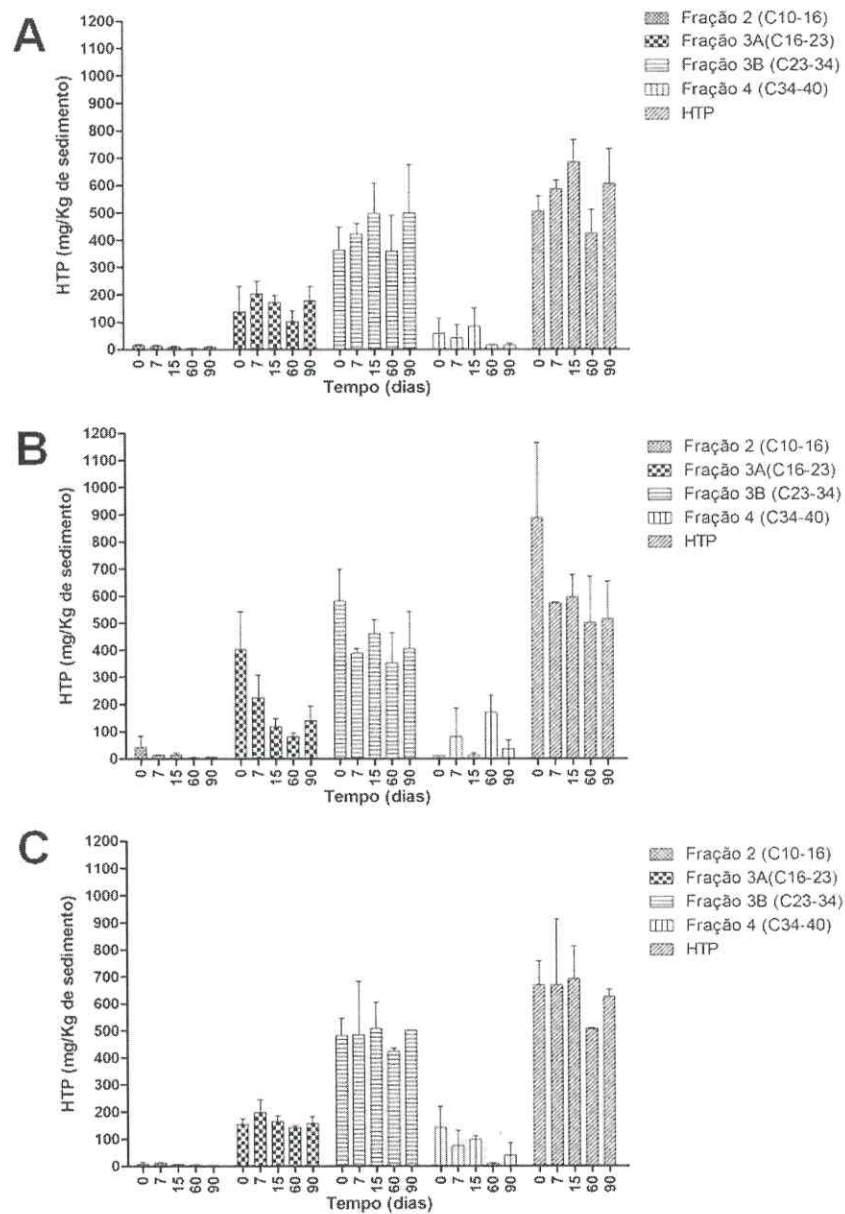 A
HTP (mg/Kg de sedimento)
1200
1100
1000
900
800
700
600
500
400
300
200
100
0
0 7 15 60 90 0 7 15 60 90 0 7 15 60 90 0 7 15 60 90 0 7 15 60 90
Tempo (dias)
Fração 2 (C10-16)
Fração 3A(C16-23)
Fração 3B (C23-34)
Fração 4 (C34-40)
HTP
B
HTP (mg/Kg de sedimento)
1200
1100
1000
900
800
700
600
500
400
300
200
100
0
0 7 15 60 90 0 7 15 60 90 0 7 15 60 90 0 7 15 60 90 0 7 15 60 90
Tempo (dias)
Fração 2 (C10-16)
Fração 3A(C16-23)
Fração 3B (C23-34)
Fração 4 (C34-40)
HTP
C
HTP (mg/Kg de sedimento)
1200
1100
1000
900
800
700
600
500
400
300
200
100
0
0 7 15 60 90 0 7 15 60 90 0 7 15 60 90 0 7 15 60 90 0 7 15 60 90
Tempo (dias)
Fração 2 (C10-16)
Fração 3A(C16-23)
Fração 3B (C23-34)
Fração 4 (C34-40)
HTP